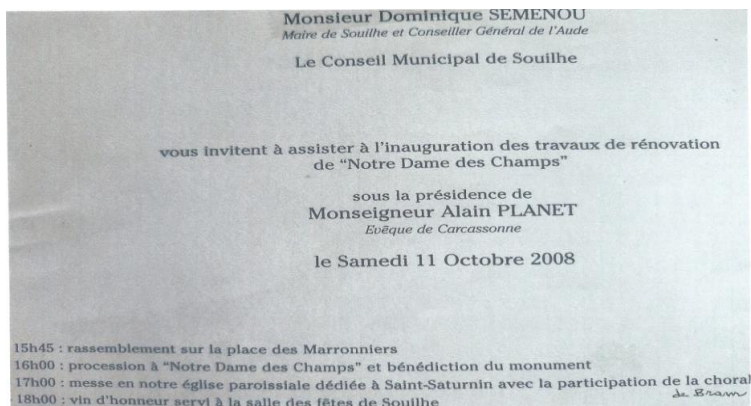 Monsieur Dominique SEMENOU
Maire de Souilhe et Conseiller Général de l'Aude
Le Conseil Municipal de Souilhe
vous invitent à assister à l'inauguration des travaux de rénovation
de "Notre Dame des Champs"
sous la présidence de
Monseigneur Alain PLANET
Evêque de Carcassonne
le Samedi 11 Octobre 2008
15h45 : rassemblement sur la place des Marronniers
16h00 : procession à "Notre Dame des Champs" et bénédiction du monument
17h00 : messe en notre église paroissiale dédiée à Saint-Saturnin avec la participation de la choral
de Bram
18h00 : vin d'honneur servi à la salle des fêtes de Souilhe